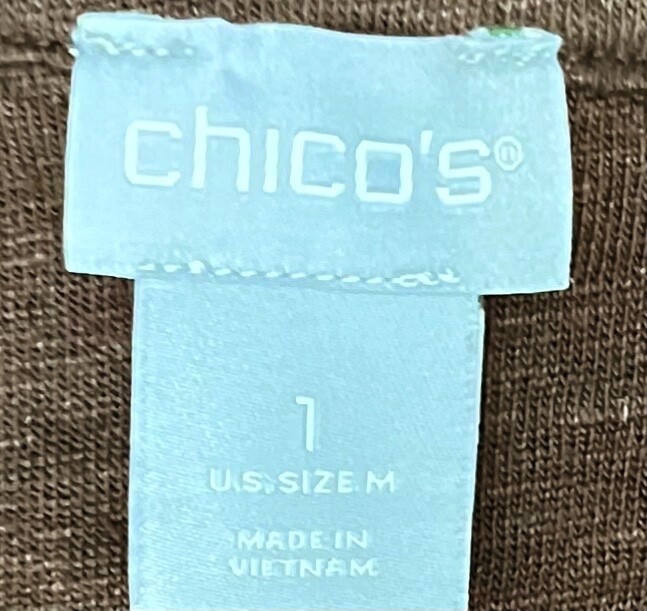 chico's®
1
U.S. SIZE M
MADE IN
VIETNAM